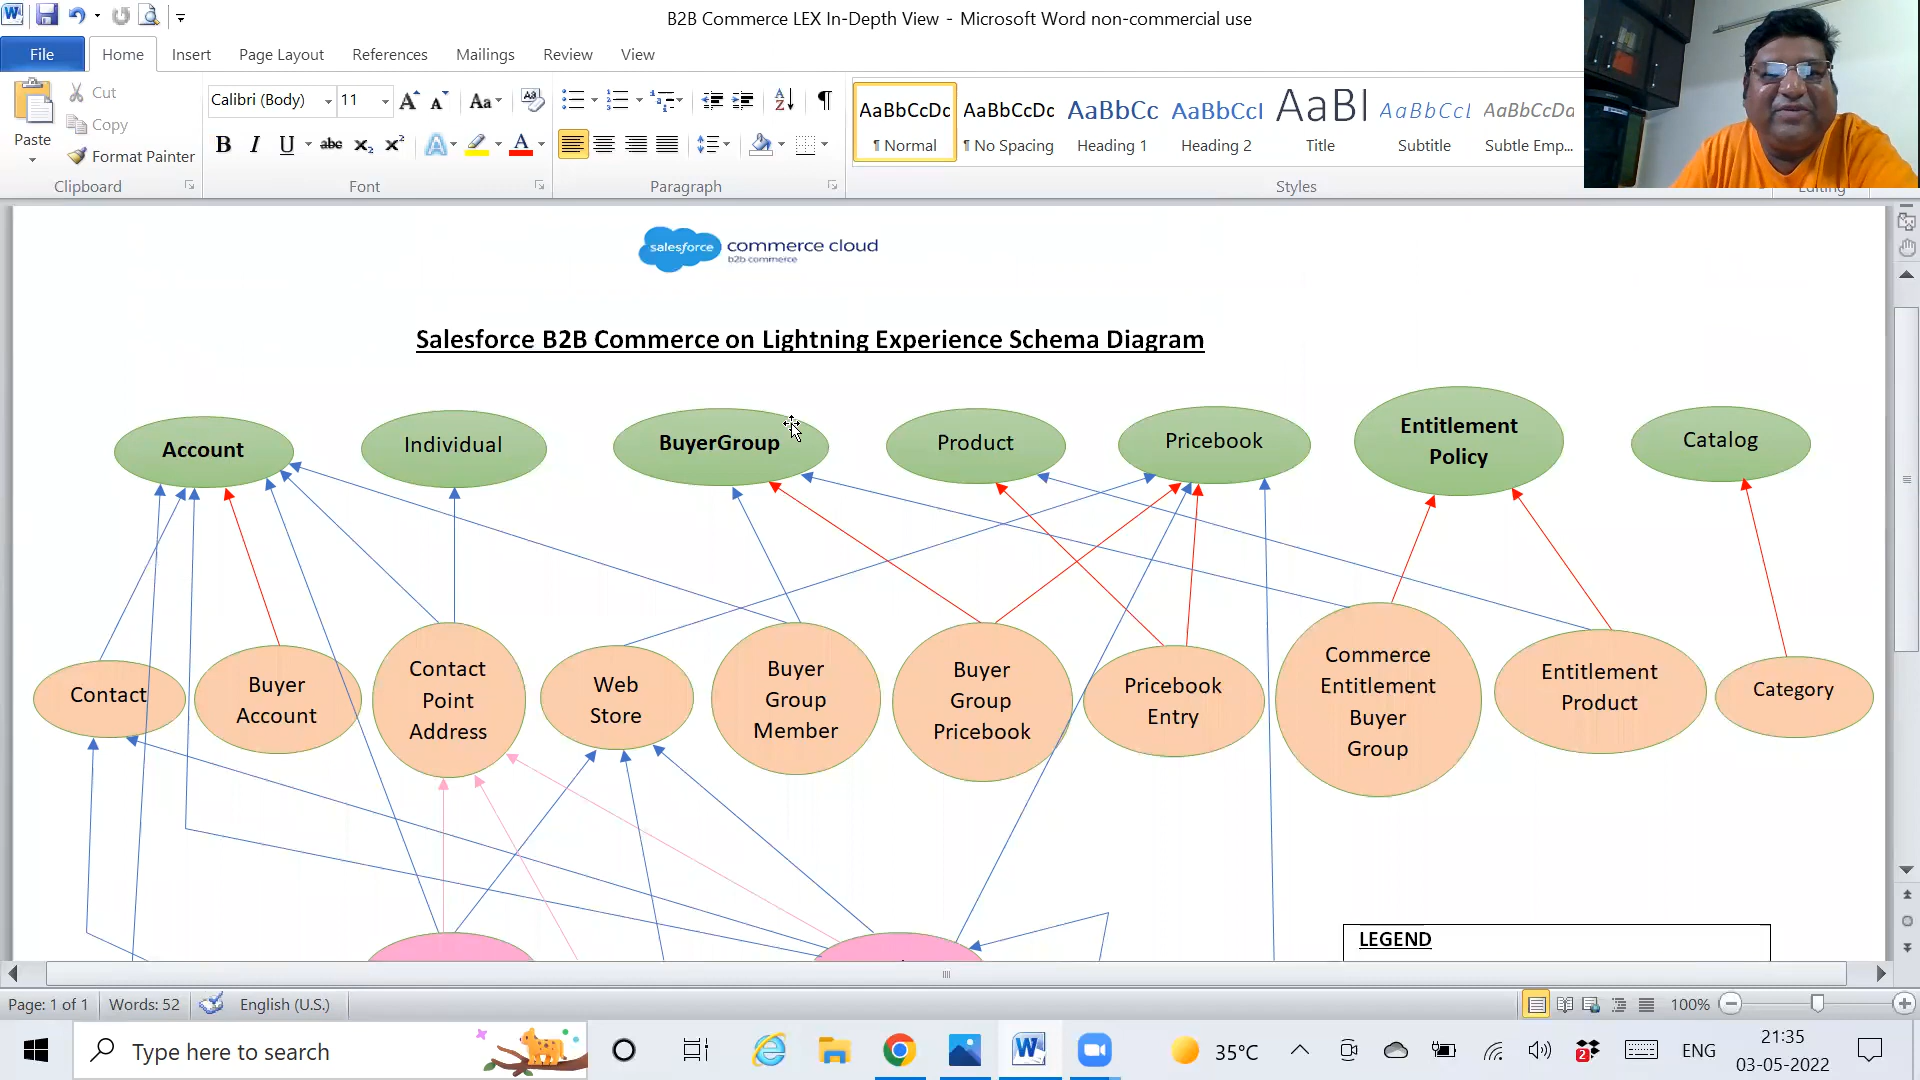 B2B Commerce LEX In-Depth View - Microsoft Word non-commercial use
File
Home
Insert
Page Layout
References
Mailings
Review
View
Paste
Cut
Copy
Format Painter
Clipboard
Calibri (Body)
11
Font
Paragraph
AaBbCcDc
¶ Normal
AaBbCcDc
¶ No Spacing
AaBbCc
Heading 1
AaBbCcI
Heading 2
AaBl
Title
AaBbCcI
Subtitle
AaBbCcDa
Subtle Emp...
Styles
salesforce
commerce cloud
b2b commerce
Salesforce B2B Commerce on Lightning Experience Schema Diagram
Account
Individual
BuyerGroup
Product
Pricebook
Entitlement
Policy
Catalog
Contact
Buyer
Account
Contact
Point
Address
Web
Store
Buyer
Group
Member
Buyer
Group
Pricebook
Pricebook
Entry
Commerce
Entitlement
Buyer
Group
Entitlement
Product
Category
LEGEND
Page: 1 of 1
Words: 52
English (U.S.)
100%
Type here to search
35°C
2
ENG
21:35
03-05-2022